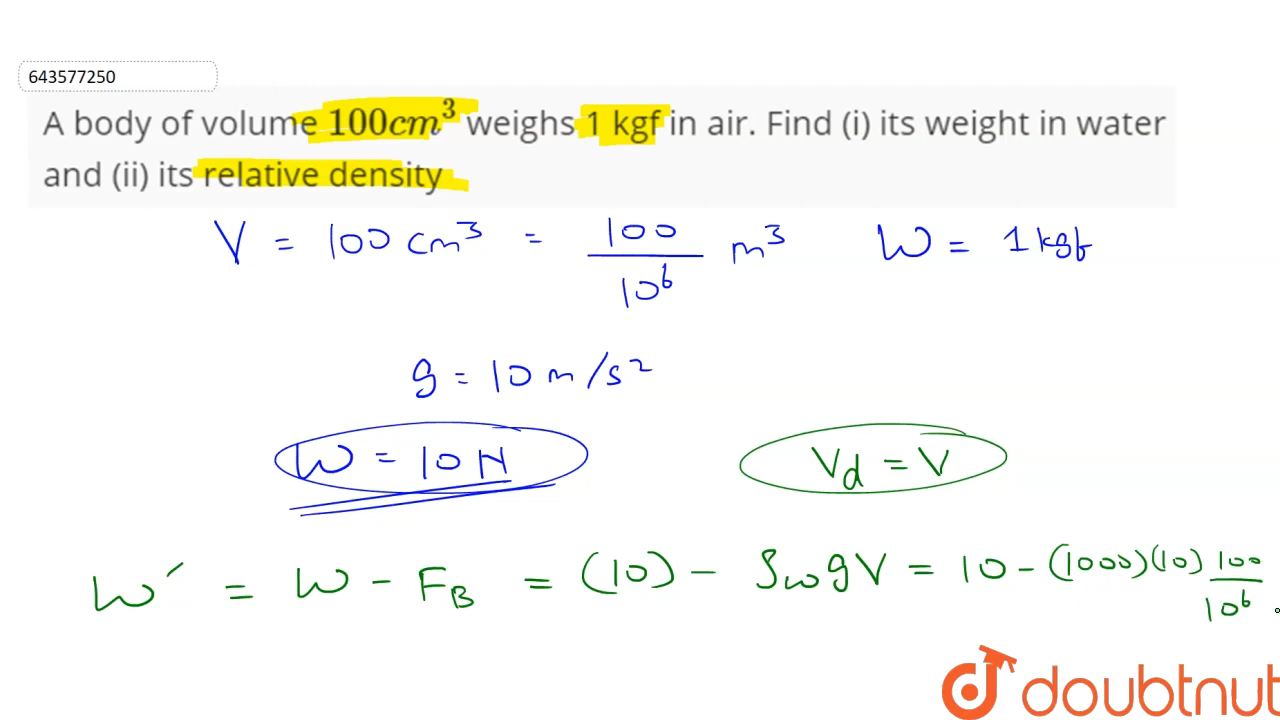 643577250
A body of volume 100cm³ weighs 1 kgf in air. Find (i) its weight in water
and (ii) its relative density
V = 100 cm³ = 100/10⁶ m³ W = 1 kgf
g = 10 m/s²
W = 10 N V_d = V
W′ = W - F_B = (10) - ρ_w g V = 10 - (1000)(10) 100/10⁶
doubtnut